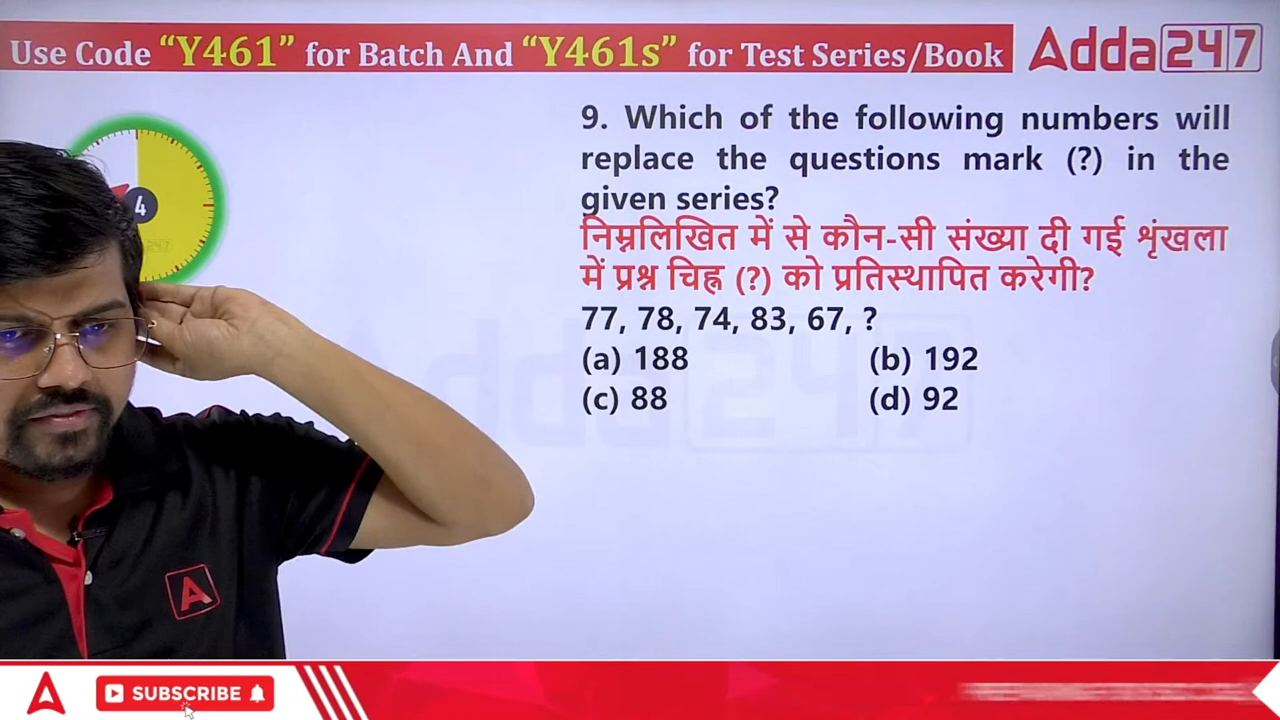 Use Code “Y461” for Batch And “Y461s” for Test Series/Book
Adda247
4
9. Which of the following numbers will
replace the questions mark (?) in the
given series?
निम्नलिखित में से कौन-सी संख्या दी गई शृंखला
में प्रश्न चिह्न (?) को प्रतिस्थापित करेगी?
77, 78, 74, 83, 67, ?
(a) 188 (b) 192
(c) 88 (d) 92
A
SUBSCRIBE